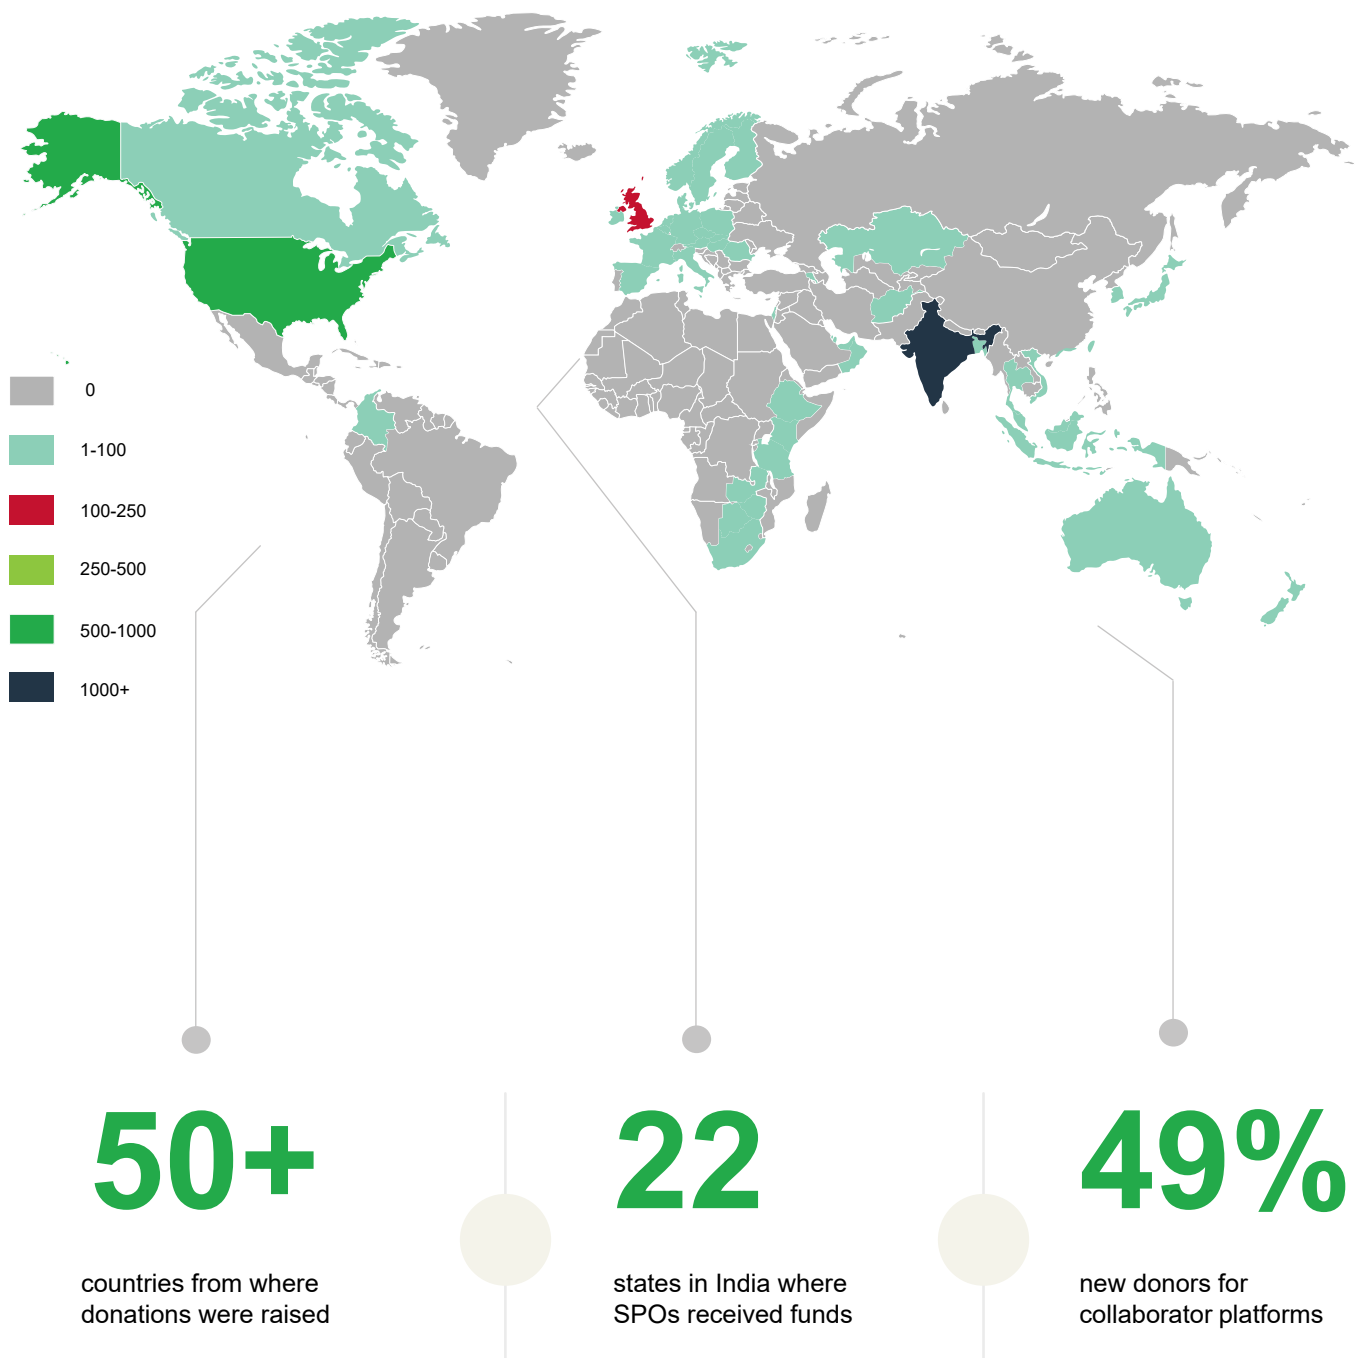 0
1-100
100-250
250-500
500-1000
1000+
50+
countries from where
donations were raised
22
states in India where
SPOs received funds
49%
new donors for
collaborator platforms